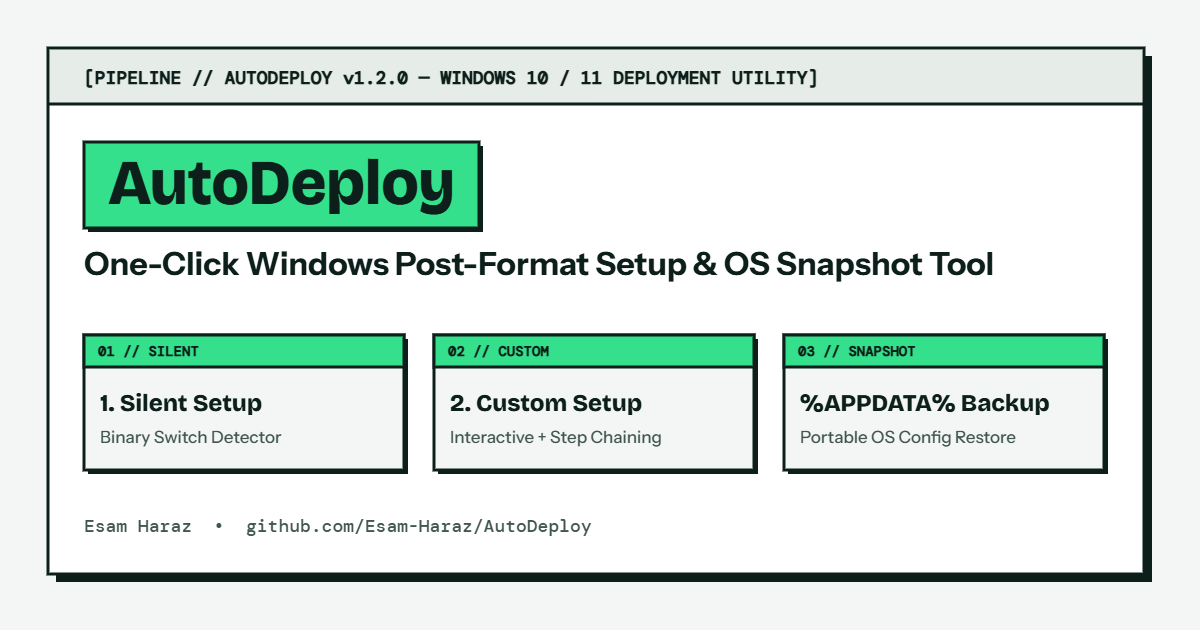 [PIPELINE // AUTODEPLOY v1.2.0 — WINDOWS 10 / 11 DEPLOYMENT UTILITY]
AutoDeploy
One-Click Windows Post-Format Setup & OS Snapshot Tool
01 // SILENT
1. Silent Setup
Binary Switch Detector
02 // CUSTOM
2. Custom Setup
Interactive + Step Chaining
03 // SNAPSHOT
%APPDATA% Backup
Portable OS Config Restore
Esam Haraz • github.com/Esam-Haraz/AutoDeploy